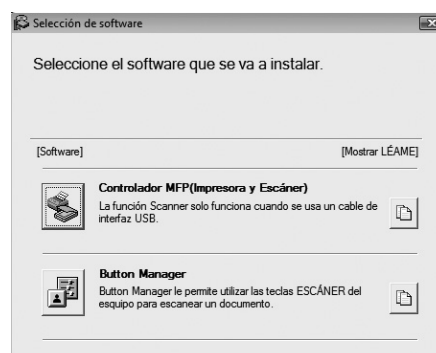 Selección de software
Seleccione el software que se va a instalar.
[Software] [Mostrar LÉAME]
Controlador MFP(Impresora y Escáner)
La función Scanner solo funciona cuando se usa un cable de
interfaz USB.
Button Manager
Button Manager le permite utilizar las teclas ESCÁNER del
esquipo para escanear un documento.